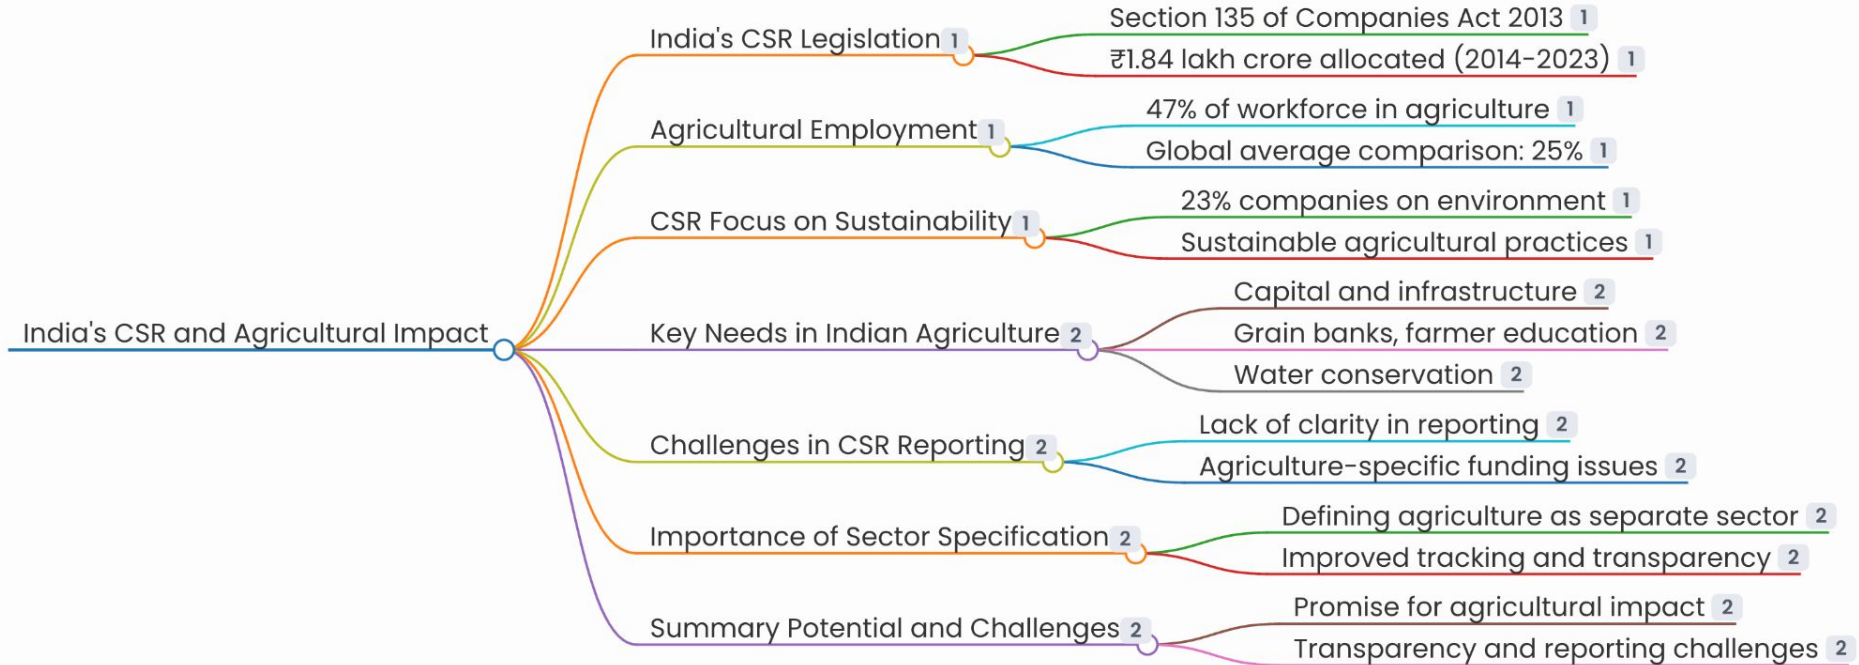 India's CSR and Agricultural Impact
India's CSR Legislation 1
Section 135 of Companies Act 2013 1
₹1.84 lakh crore allocated (2014-2023) 1
Agricultural Employment 1
47% of workforce in agriculture 1
Global average comparison: 25% 1
CSR Focus on Sustainability 1
23% companies on environment 1
Sustainable agricultural practices 1
Key Needs in Indian Agriculture 2
Capital and infrastructure 2
Grain banks, farmer education 2
Water conservation 2
Challenges in CSR Reporting 2
Lack of clarity in reporting 2
Agriculture-specific funding issues 2
Importance of Sector Specification 2
Defining agriculture as separate sector 2
Improved tracking and transparency 2
Summary Potential and Challenges 2
Promise for agricultural impact 2
Transparency and reporting challenges 2